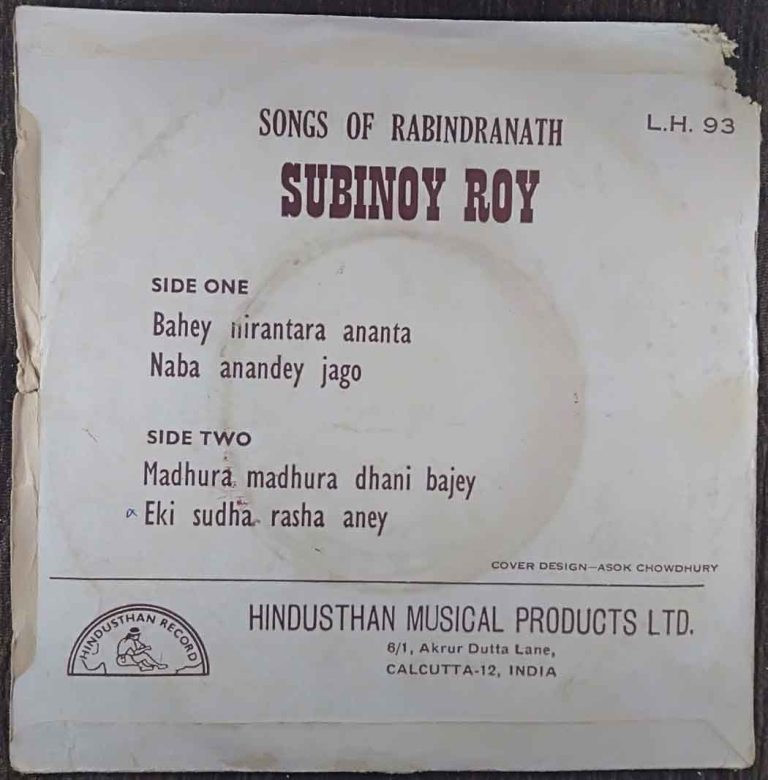 SONGS OF RABINDRANATH
L.H. 93
SUBINOY ROY
SIDE ONE
Bahey nirantara ananta
Naba anandey jago
SIDE TWO
Madhura madhura dhani bajey
Eki sudha rasha aney
COVER DESIGN—ASOK CHOWDHURY
HINDUSTHAN RECORD
HINDUSTHAN MUSICAL PRODUCTS LTD.
6/1, Akrur Dutta Lane,
CALCUTTA-12, INDIA